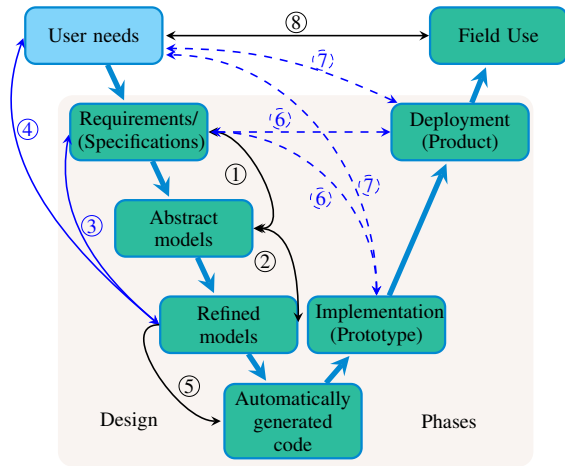 User needs
⑧
Field Use
⑦
Requirements/
(Specifications)
⑥
Deployment
(Product)
④
①
⑦
⑥
③
Abstract
models
②
Refined
models
Implementation
(Prototype)
⑤
Automatically
generated
code
Design
Phases